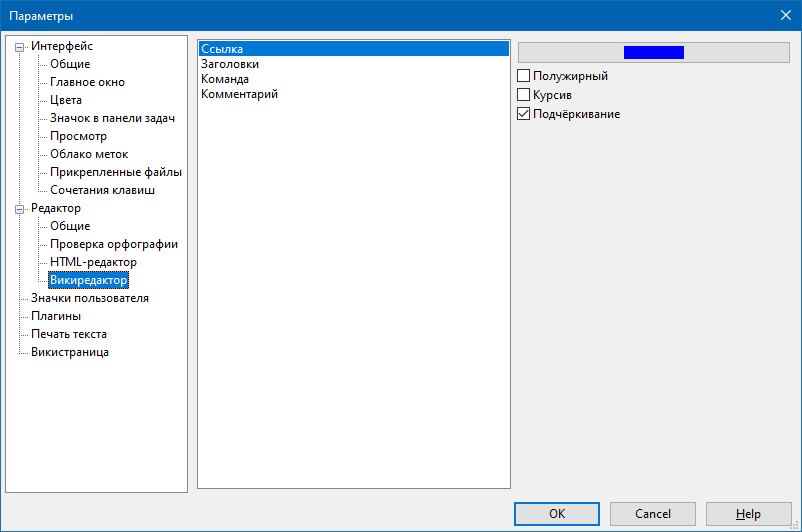 Параметры
Интерфейс
Общие
Главное окно
Цвета
Значок в панели задач
Просмотр
Облако меток
Прикрепленные файлы
Сочетания клавиш
Редактор
Общие
Проверка орфографии
HTML-редактор
Викиредактор
Значки пользователя
Плагины
Печать текста
Викистраница
Ссылка
Заголовки
Команда
Комментарий
Полужирный
Курсив
Подчёркивание
OK
Cancel
Help